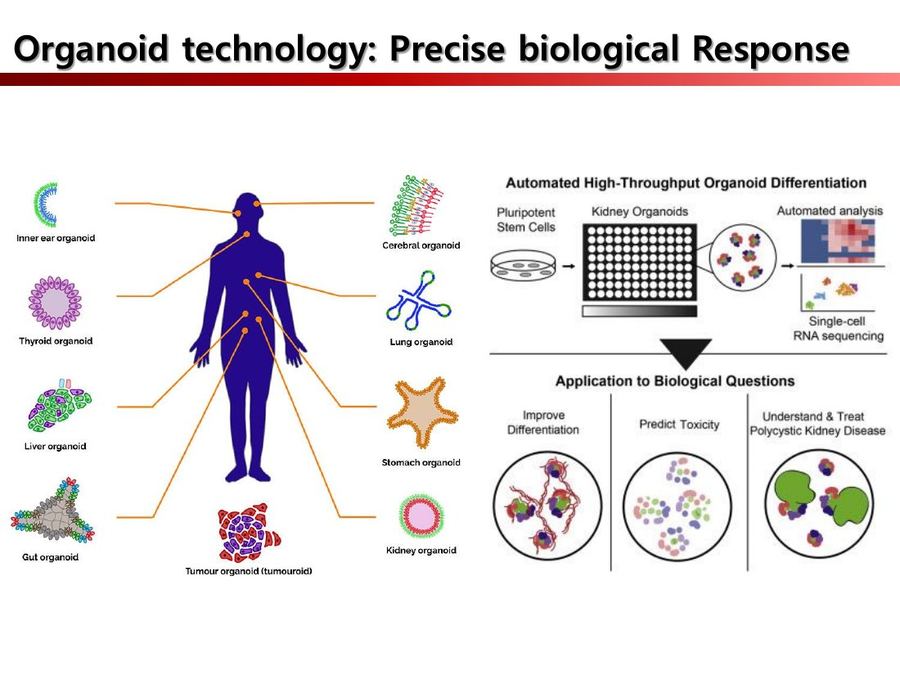 Organoid technology: Precise biological Response
Inner ear organoid
Thyroid organoid
Liver organoid
Gut organoid
Tumour organoid (tumouroid)
Cerebral organoid
Lung organoid
Stomach organoid
Kidney organoid
Automated High-Throughput Organoid Differentiation
Pluripotent
Stem Cells
Kidney Organoids
Automated analysis
Single-cell
RNA sequencing
Application to Biological Questions
Improve
Differentiation
Predict Toxicity
Understand & Treat
Polycystic Kidney Disease